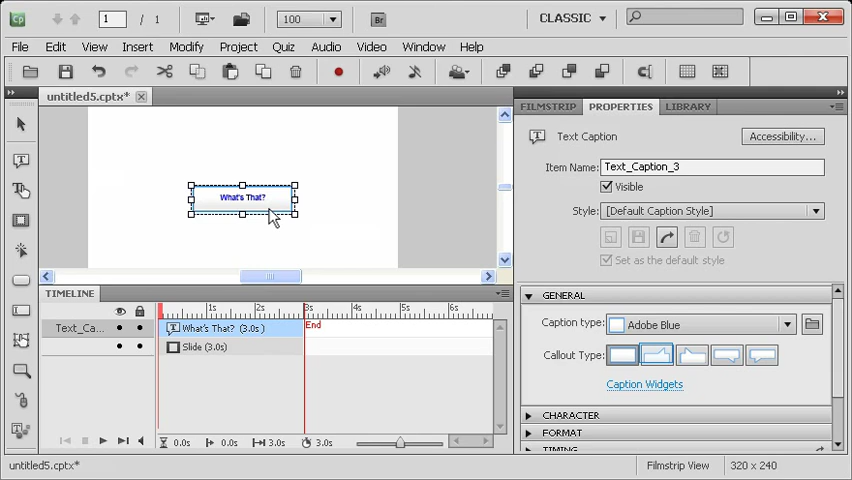 Cp
1 / 1
100
Br
CLASSIC
File Edit View Insert Modify Project Quiz Audio Video Window Help
untitled5.cptx*
FILMSTRIP PROPERTIES LIBRARY
Text Caption
Accessibility...
Item Name: Text_Caption_3
Visible
Style: [Default Caption Style]
Set as the default style
What's That?
GENERAL
Caption type: Adobe Blue
Callout Type:
Caption Widgets
CHARACTER
FORMAT
TIMING
TIMELINE
1s 2s 3s 4s 5s 6s
End
Text_Ca...
What's That? (3.0s )
Slide (3.0s)
0.0s 0.0s 3.0s 3.0s
untitled5.cptx*
Filmstrip View
320 x 240